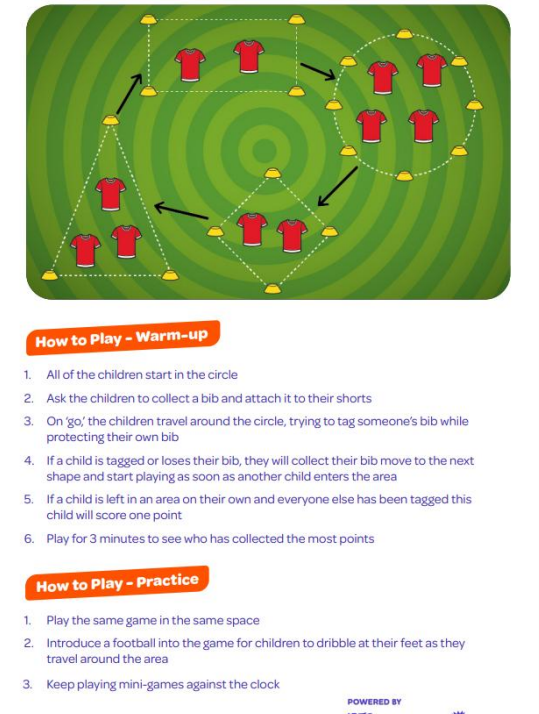 How to Play - Warm-up
1. All of the children start in the circle
2. Ask the children to collect a bib and attach it to their shorts
3. On ‘go,’ the children travel around the circle, trying to tag someone’s bib while
protecting their own bib
4. If a child is tagged or loses their bib, they will collect their bib move to the next
shape and start playing as soon as another child enters the area
5. If a child is left in an area on their own and everyone else has been tagged this
child will score one point
6. Play for 3 minutes to see who has collected the most points
How to Play - Practice
1. Play the same game in the same space
2. Introduce a football into the game for children to dribble at their feet as they
travel around the area
3. Keep playing mini-games against the clock
POWERED BY